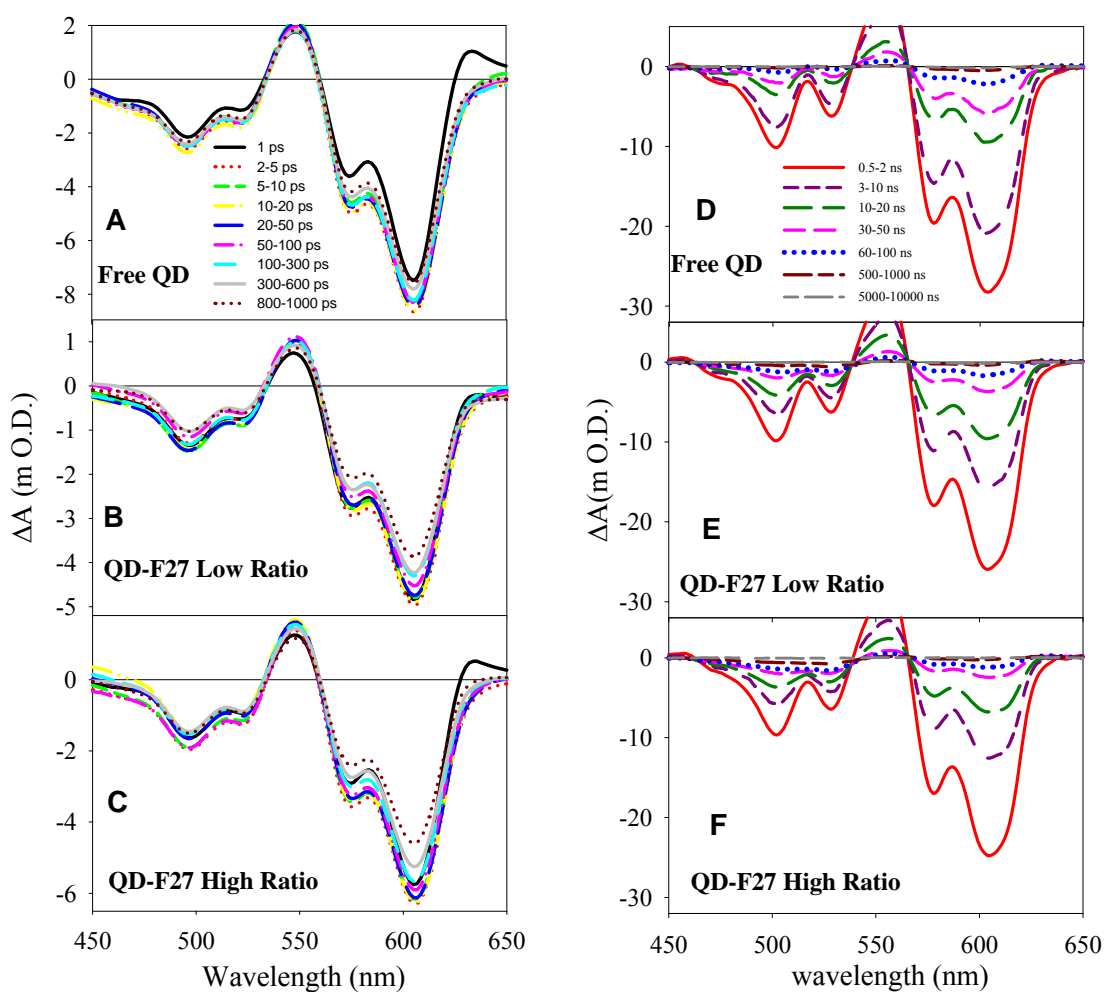 ΔA (m O.D.)
2
0
-2
-4
-6
-8
A
Free QD
1 ps
2-5 ps
5-10 ps
10-20 ps
20-50 ps
50-100 ps
100-300 ps
300-600 ps
800-1000 ps
1
0
-1
-2
-3
-4
-5
B
QD-F27 Low Ratio
0
-2
-4
-6
C
QD-F27 High Ratio
450
500
550
600
650
Wavelength (nm)
ΔA(m O.D.)
0
-10
-20
-30
D
Free QD
0.5-2 ns
3-10 ns
10-20 ns
30-50 ns
60-100 ns
500-1000 ns
5000-10000 ns
0
-10
-20
-30
E
QD-F27 Low Ratio
0
-10
-20
-30
F
QD-F27 High Ratio
450
500
550
600
650
wavelength (nm)